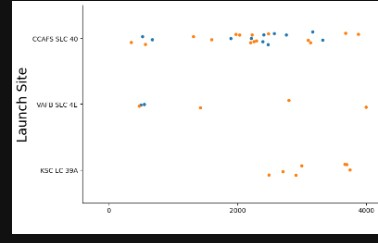 Launch Site
CCAFS SLC 40
VAFB SLC 4E
KSC LC 39A
0
2000
4000